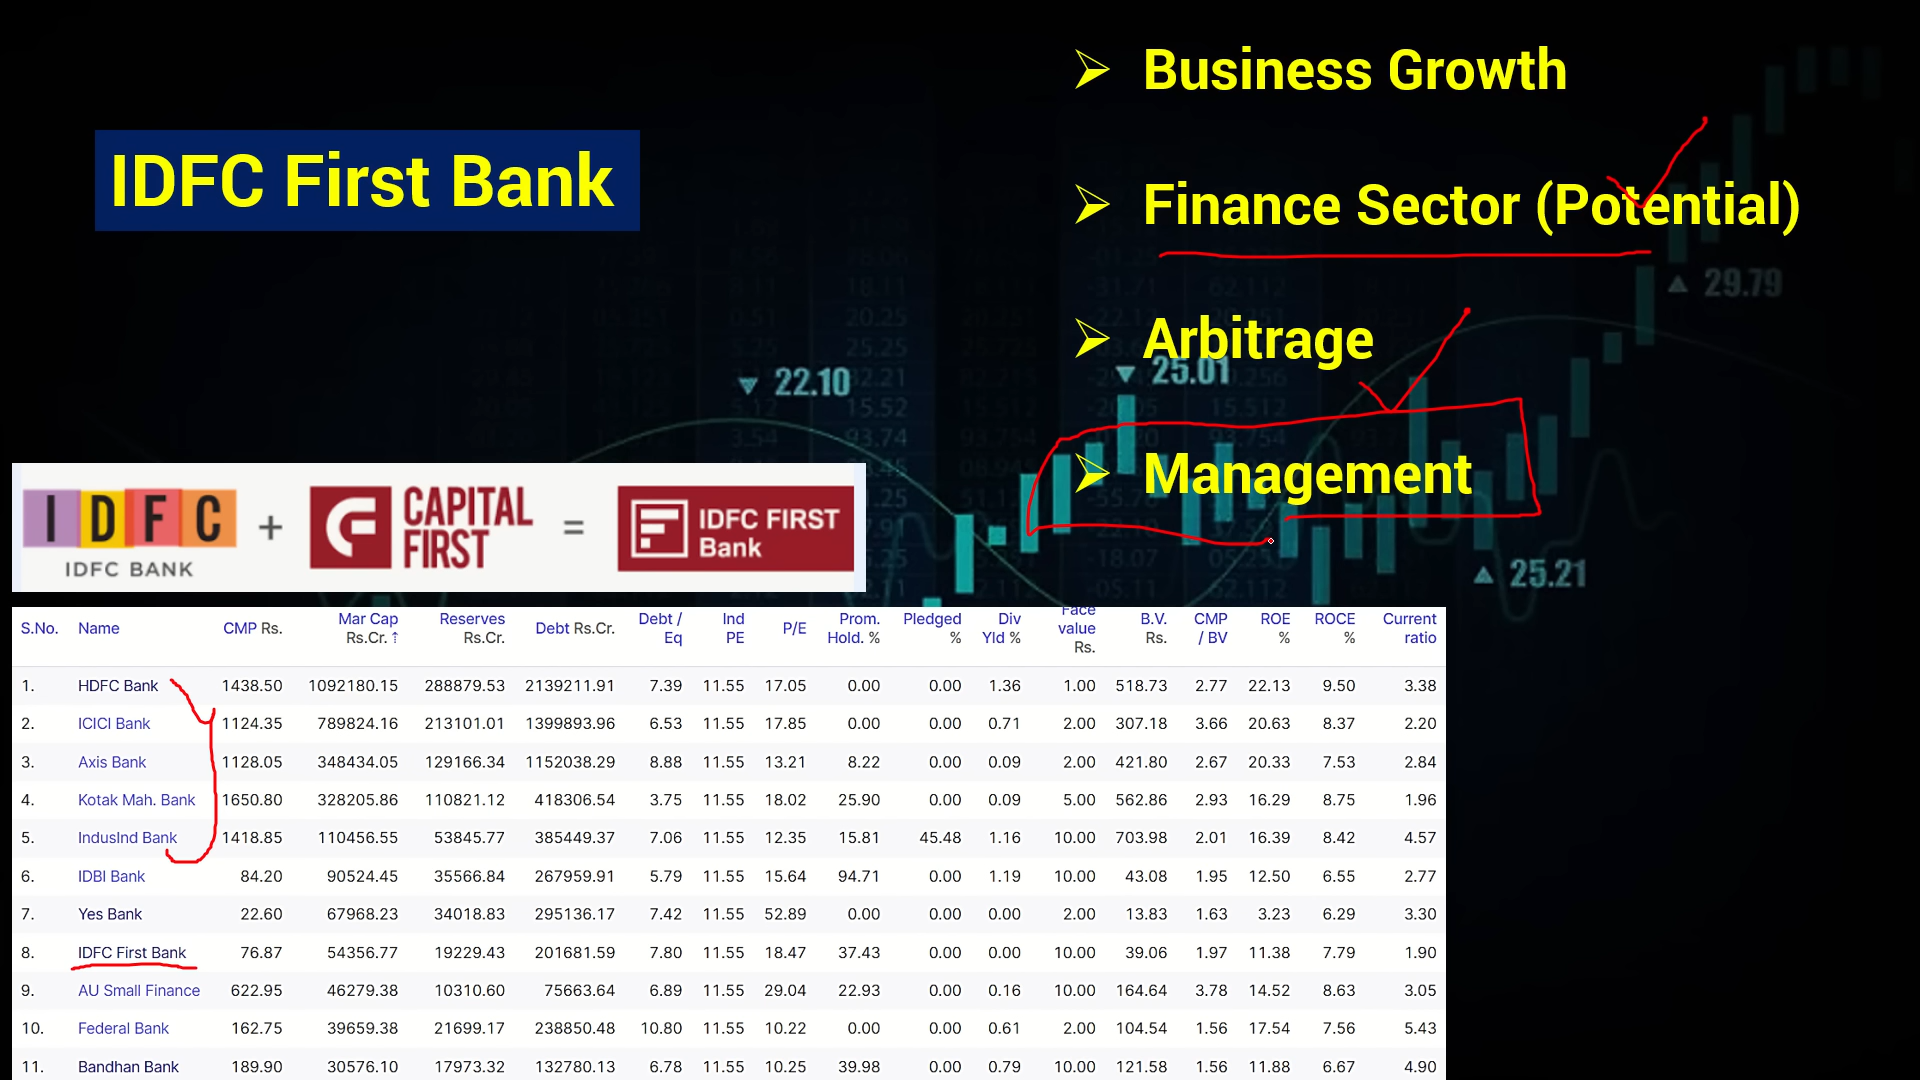 Business Growth
IDFC First Bank
Finance Sector (Potential)
29.79
Arbitrage
22.10
25.01
Management
25.21
IDFC + CAPITAL FIRST = IDFC FIRST Bank
IDFC BANK
S.No. Name CMP Rs. Mar Cap Rs.Cr. ↑ Reserves Rs.Cr. Debt Rs.Cr. Debt / Eq Ind PE P/E Prom. Hold. % Pledged % Div Yld % Face value Rs. B.V. Rs. CMP / BV ROE % ROCE % Current ratio
1. HDFC Bank 1438.50 1092180.15 288879.53 2139211.91 7.39 11.55 17.05 0.00 0.00 1.36 1.00 518.73 2.77 22.13 9.50 3.38
2. ICICI Bank 1124.35 789824.16 213101.01 1399893.96 6.53 11.55 17.85 0.00 0.00 0.71 2.00 307.18 3.66 20.63 8.37 2.20
3. Axis Bank 1128.05 348434.05 129166.34 1152038.29 8.88 11.55 13.21 8.22 0.00 0.09 2.00 421.80 2.67 20.33 7.53 2.84
4. Kotak Mah. Bank 1650.80 328205.86 110821.12 418306.54 3.75 11.55 18.02 25.90 0.00 0.09 5.00 562.86 2.93 16.29 8.75 1.96
5. IndusInd Bank 1418.85 110456.55 53845.77 385449.37 7.06 11.55 12.35 15.81 45.48 1.16 10.00 703.98 2.01 16.39 8.42 4.57
6. IDBI Bank 84.20 90524.45 35566.84 267959.91 5.79 11.55 15.64 94.71 0.00 1.19 10.00 43.08 1.95 12.50 6.55 2.77
7. Yes Bank 22.60 67968.23 34018.83 295136.17 7.42 11.55 52.89 0.00 0.00 0.00 2.00 13.83 1.63 3.23 6.29 3.30
8. IDFC First Bank 76.87 54356.77 19229.43 201681.59 7.80 11.55 18.47 37.43 0.00 0.00 10.00 39.06 1.97 11.38 7.79 1.90
9. AU Small Finance 622.95 46279.38 10310.60 75663.64 6.89 11.55 29.04 22.93 0.00 0.16 10.00 164.64 3.78 14.52 8.63 3.05
10. Federal Bank 162.75 39659.38 21699.17 238850.48 10.80 11.55 10.22 0.00 0.00 0.61 2.00 104.54 1.56 17.54 7.56 5.43
11. Bandhan Bank 189.90 30576.10 17973.32 132780.13 6.78 11.55 10.25 39.98 0.00 0.79 10.00 121.58 1.56 11.88 6.67 4.90